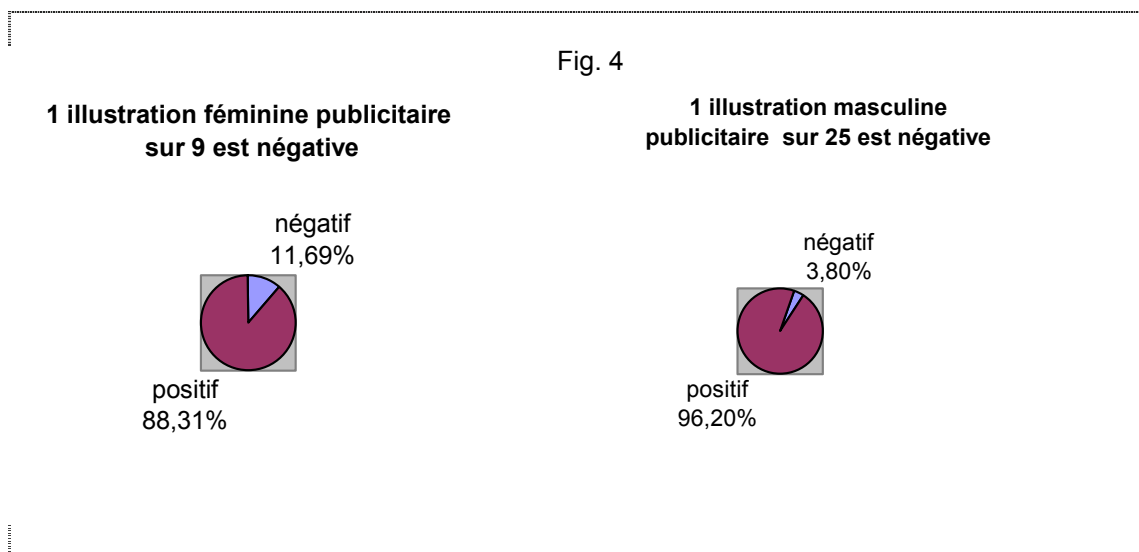 Fig. 4
1 illustration féminine publicitaire
sur 9 est négative
négatif
11,69%
positif
88,31%
1 illustration masculine
publicitaire sur 25 est négative
négatif
3,80%
positif
96,20%